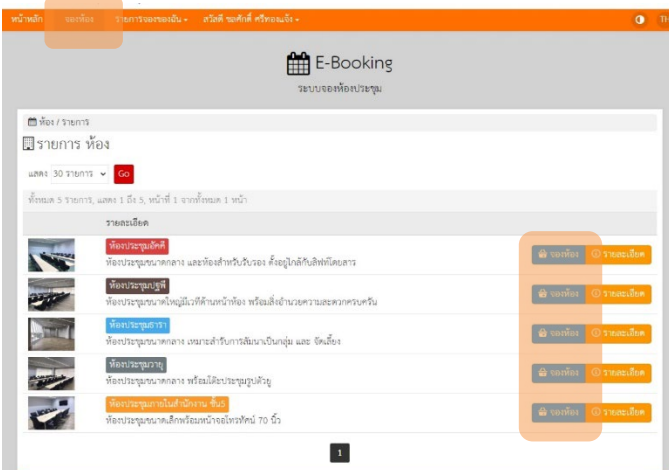 หน้าหลัก จองห้อง รายการจองของฉัน สวัสดี ชลศักดิ์ ศรีทองแจ้ง TH
E-Booking
ระบบจองห้องประชุม
ห้อง / รายการ
รายการ ห้อง
แสดง 30 รายการ Go
ทั้งหมด 5 รายการ, แสดง 1 ถึง 5, หน้าที่ 1 จากทั้งหมด 1 หน้า
รายละเอียด
ห้องประชุมอัคคี
ห้องประชุมขนาดกลาง และห้องสำหรับรับรอง ตั้งอยู่ใกล้กับลิฟท์โดยสาร
จองห้อง รายละเอียด
ห้องประชุมปฐพี
ห้องประชุมขนาดใหญ่มีเวทีด้านหน้าห้อง พร้อมสิ่งอำนวยความสะดวกครบครัน
จองห้อง รายละเอียด
ห้องประชุมธารา
ห้องประชุมขนาดกลาง เหมาะสำหรับการสัมนาเป็นกลุ่ม และ จัดเลี้ยง
จองห้อง รายละเอียด
ห้องประชุมวายุ
ห้องประชุมขนาดกลาง พร้อมโต๊ะประชุมรูปตัวยู
จองห้อง รายละเอียด
ห้องประชุมภายในสำนักงาน ชั้น5
ห้องประชุมขนาดเล็กพร้อมหน้าจอโทรทัศน์ 70 นิ้ว
จองห้อง รายละเอียด
1